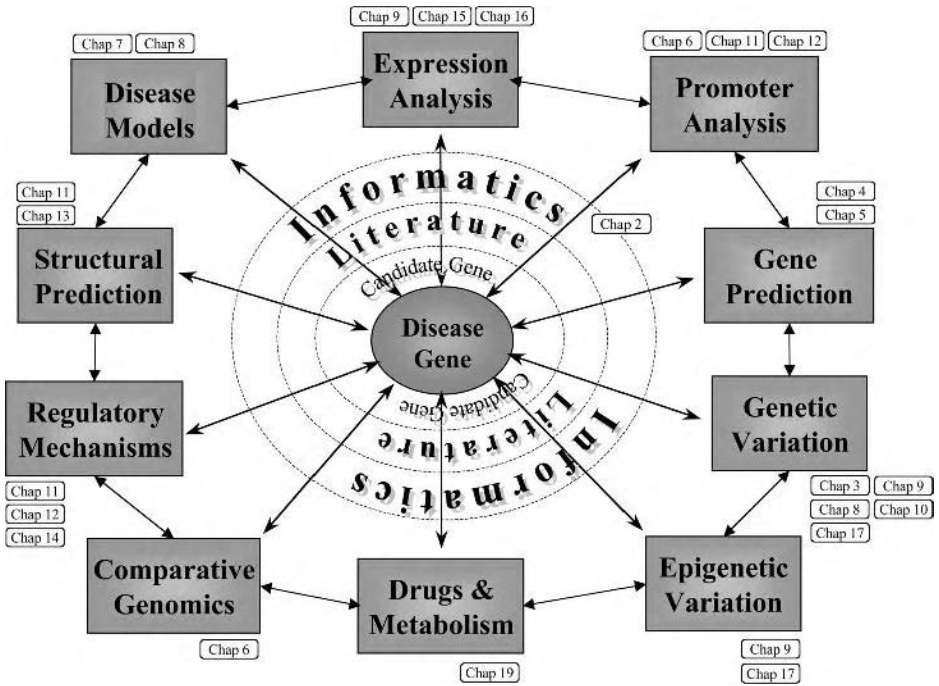 Chap 9 Chap 15 Chap 16
Expression
Analysis
Chap 7 Chap 8
Disease
Models
Chap 6 Chap 11 Chap 12
Promoter
Analysis
Chap 11
Chap 13
Structural
Prediction
Informatics
Literature
Candidate Gene
Chap 2
Chap 4
Chap 5
Gene
Prediction
Disease
Gene
Regulatory
Mechanisms
Chap 11
Chap 12
Chap 14
Candidate Gene
Literature
Informatics
Genetic
Variation
Chap 3 Chap 9
Chap 8 Chap 10
Chap 17
Comparative
Genomics
Chap 6
Drugs &
Metabolism
Chap 19
Epigenetic
Variation
Chap 9
Chap 17